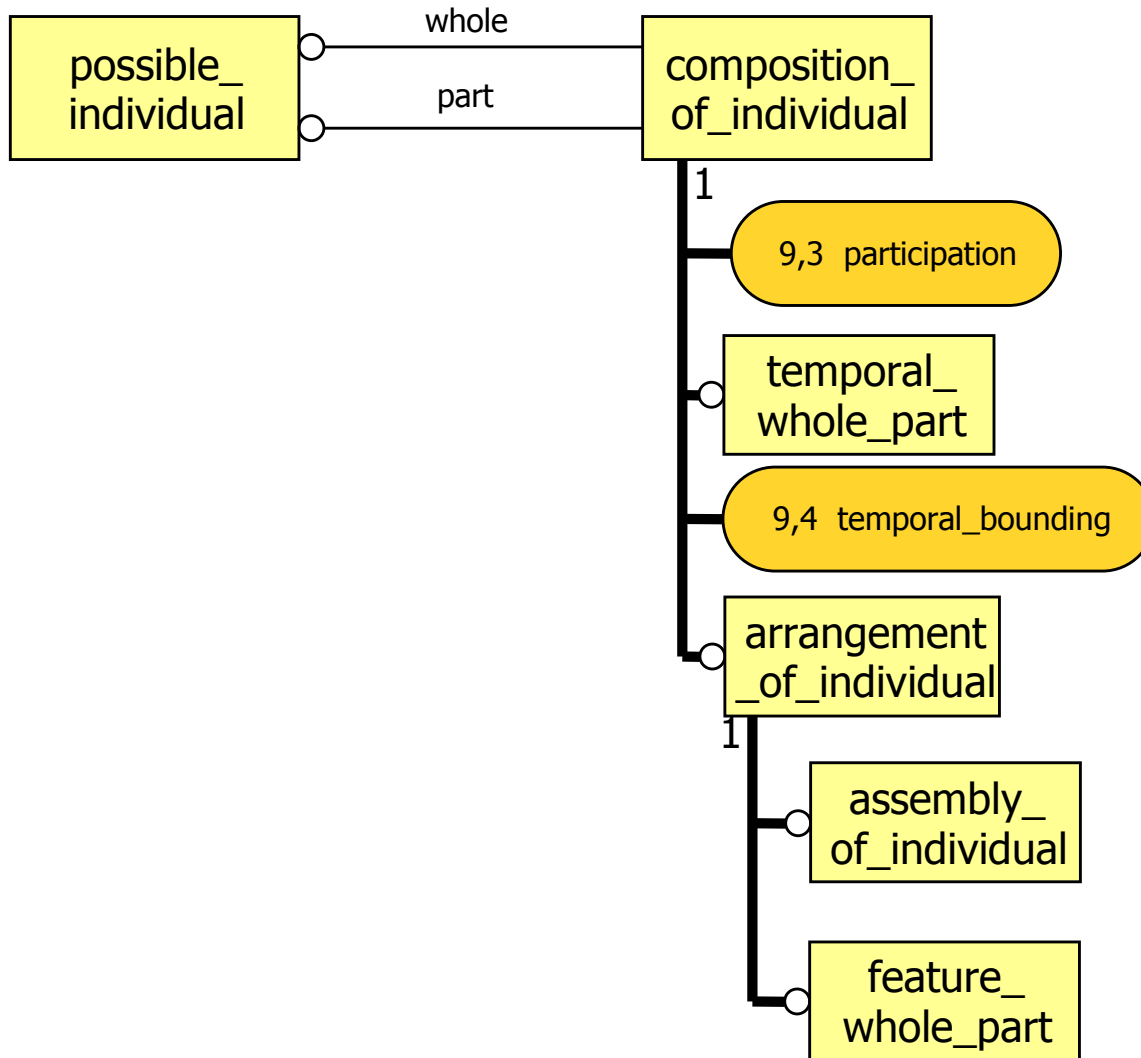 whole
possible_
individual
part
composition_
of_individual
1
9,3 participation
temporal_
whole_part
9,4 temporal_bounding
arrangement
_of_individual
1
assembly_
of_individual
feature_
whole_part